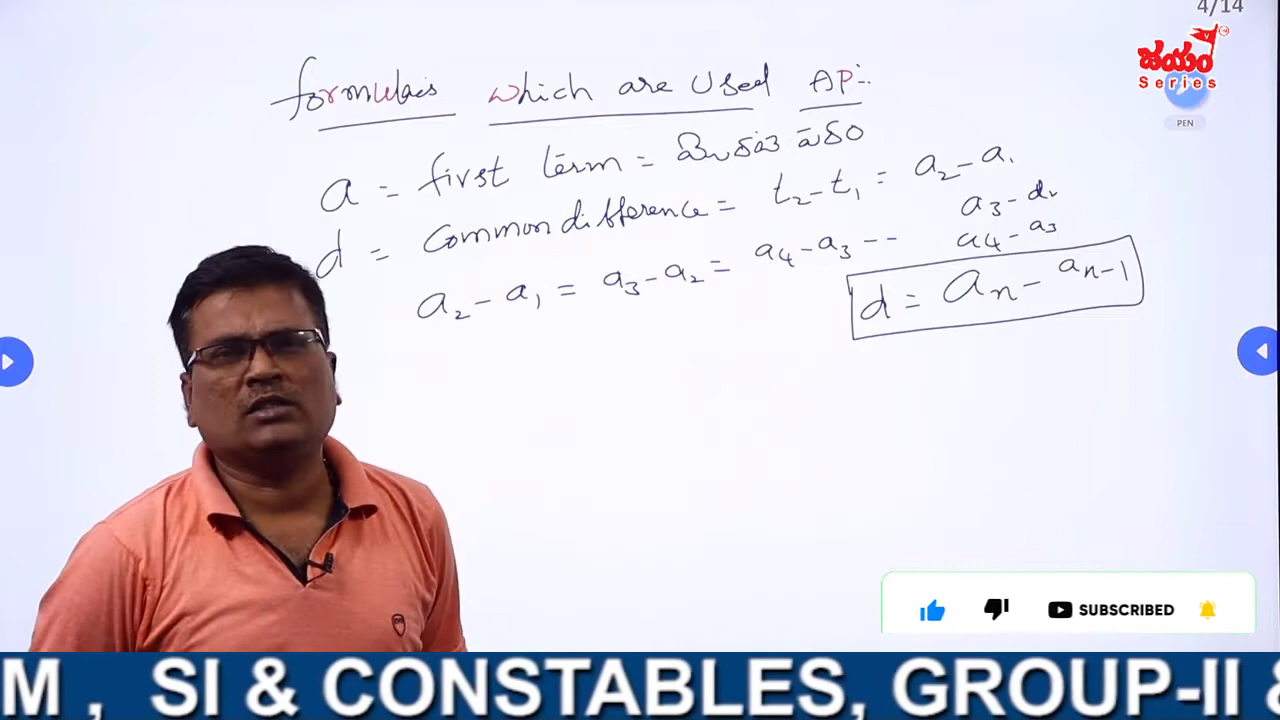 4/14
జయం
Series
PEN
formulas which are Used AP:-
a = first term = మొదటి పదం
d = Common difference = t₂ - t₁ = a₂ - a₁
a₃ - a₂
a₄ - a₃
a₂ - a₁ = a₃ - a₂ = a₄ - a₃ --
d = aₙ - aₙ₋₁
SUBSCRIBED
M , SI & CONSTABLES, GROUP-II &